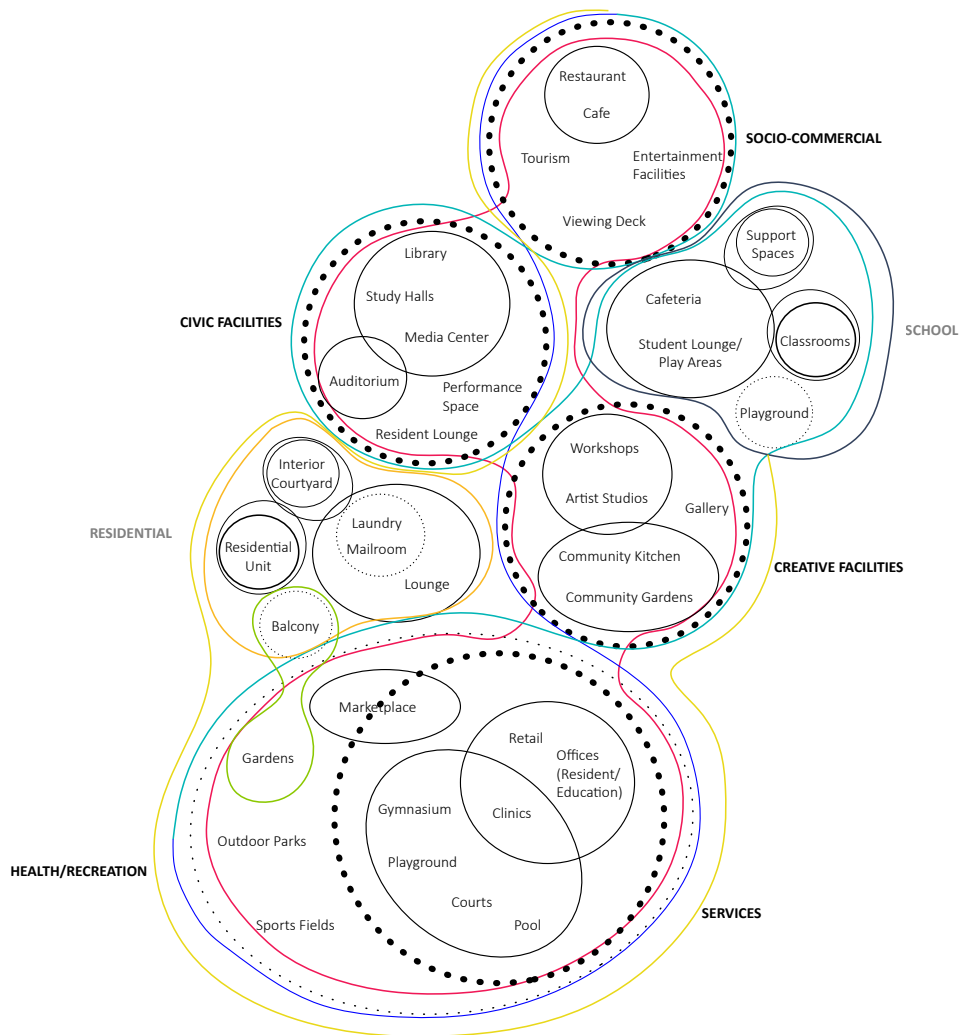 Restaurant
Cafe
SOCIO-COMMERCIAL
Tourism
Entertainment
Facilities
Viewing Deck
Support
Spaces
Library
Study Halls
Media Center
CIVIC FACILITIES
Auditorium
Performance
Space
Resident Lounge
Cafeteria
Student Lounge/
Play Areas
Classrooms
SCHOOL
Playground
Interior
Courtyard
Laundry
Mailroom
Lounge
RESIDENTIAL
Residential
Unit
Balcony
Workshops
Artist Studios
Gallery
Community Kitchen
Community Gardens
CREATIVE FACILITIES
Marketplace
Gardens
Retail
Offices
(Resident/
Education)
Gymnasium
Clinics
Outdoor Parks
Playground
HEALTH/RECREATION
Courts
Pool
Sports Fields
SERVICES